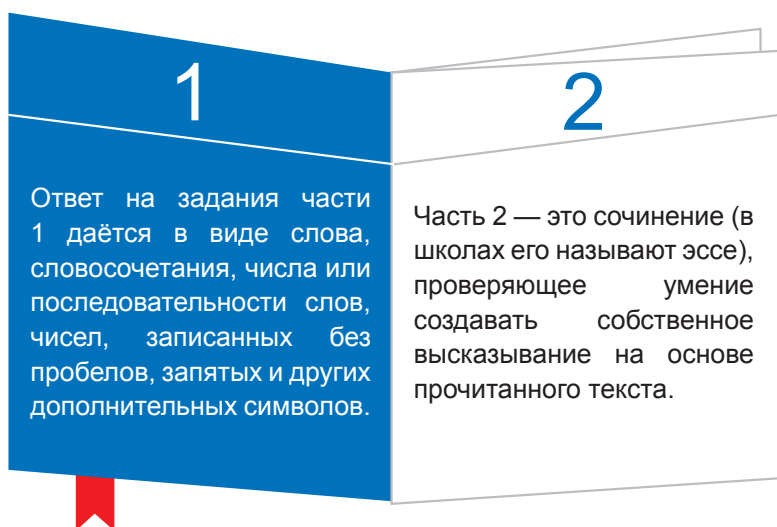 1
Ответ на задания части
1 даётся в виде слова,
словосочетания, числа или
последовательности слов,
чисел, записанных без
пробелов, запятых и других
дополнительных символов.
2
Часть 2 — это сочинение (в
школах его называют эссе),
проверяющее умение
создавать собственное
высказывание на основе
прочитанного текста.